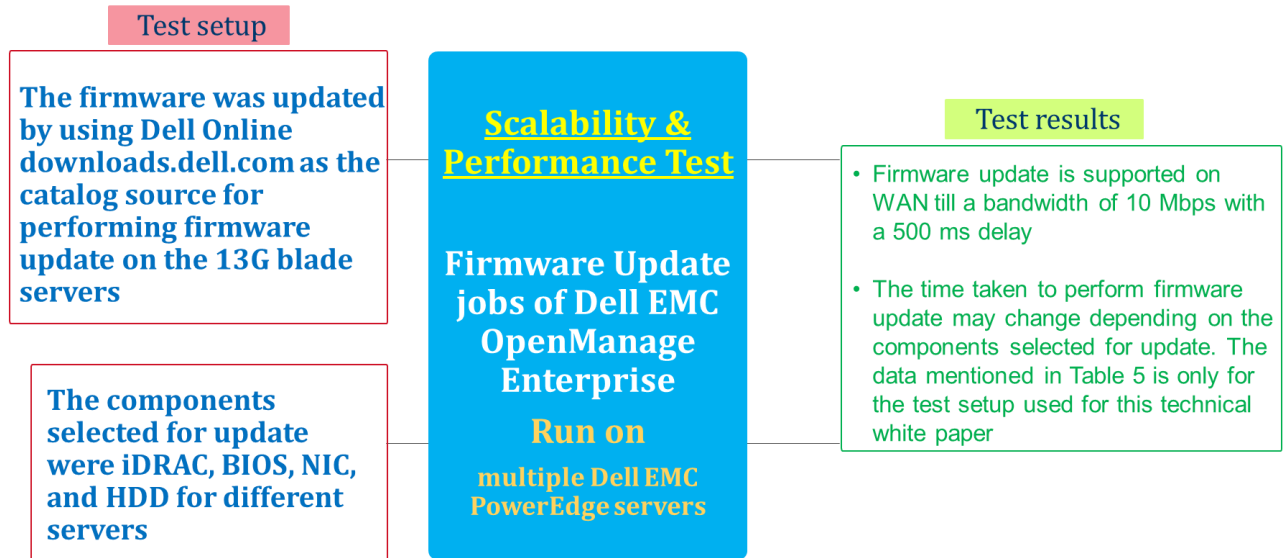 Test setup
The firmware was updated
by using Dell Online
downloads.dell.com as the
catalog source for
performing firmware
update on the 13G blade
servers
The components
selected for update
were iDRAC, BIOS, NIC,
and HDD for different
servers
Scalability &
Performance Test
Firmware Update
jobs of Dell EMC
OpenManage
Enterprise
Run on
multiple Dell EMC
PowerEdge servers
Test results
• Firmware update is supported on
WAN till a bandwidth of 10 Mbps with
a 500 ms delay
• The time taken to perform firmware
update may change depending on the
components selected for update. The
data mentioned in Table 5 is only for
the test setup used for this technical
white paper